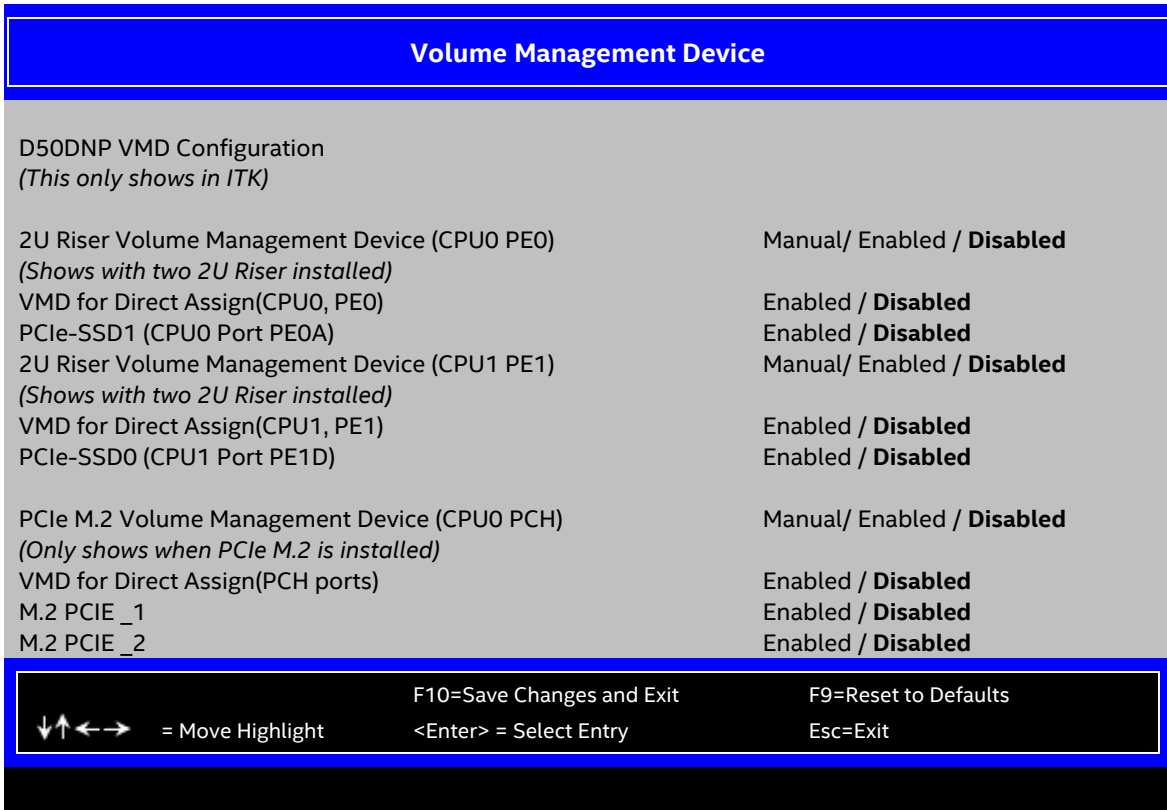 Volume Management Device
D50DNP VMD Configuration
(This only shows in ITK)
2U Riser Volume Management Device (CPU0 PE0) Manual/ Enabled / Disabled
(Shows with two 2U Riser installed)
VMD for Direct Assign(CPU0, PE0) Enabled / Disabled
PCIe-SSD1 (CPU0 Port PE0A) Enabled / Disabled
2U Riser Volume Management Device (CPU1 PE1) Manual/ Enabled / Disabled
(Shows with two 2U Riser installed)
VMD for Direct Assign(CPU1, PE1) Enabled / Disabled
PCIe-SSD0 (CPU1 Port PE1D) Enabled / Disabled
PCIe M.2 Volume Management Device (CPU0 PCH) Manual/ Enabled / Disabled
(Only shows when PCIe M.2 is installed)
VMD for Direct Assign(PCH ports) Enabled / Disabled
M.2 PCIE _1 Enabled / Disabled
M.2 PCIE _2 Enabled / Disabled
F10=Save Changes and Exit F9=Reset to Defaults
↓↑←→ = Move Highlight <Enter> = Select Entry Esc=Exit